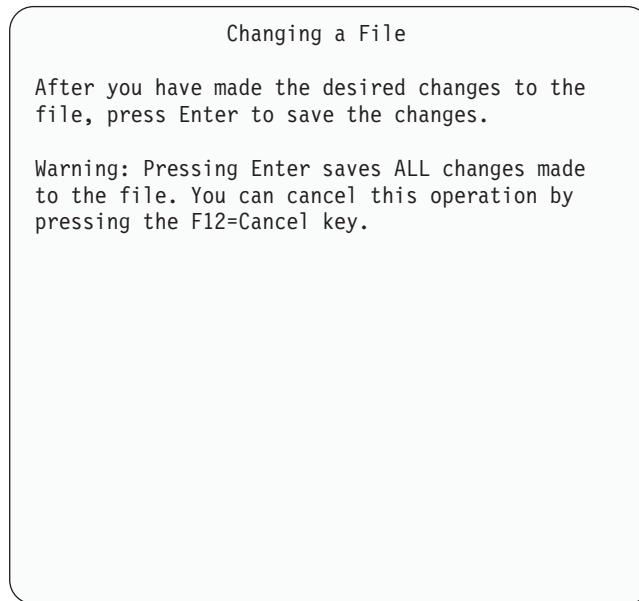 Changing a File
After you have made the desired changes to the
file, press Enter to save the changes.
Warning: Pressing Enter saves ALL changes made
to the file. You can cancel this operation by
pressing the F12=Cancel key.